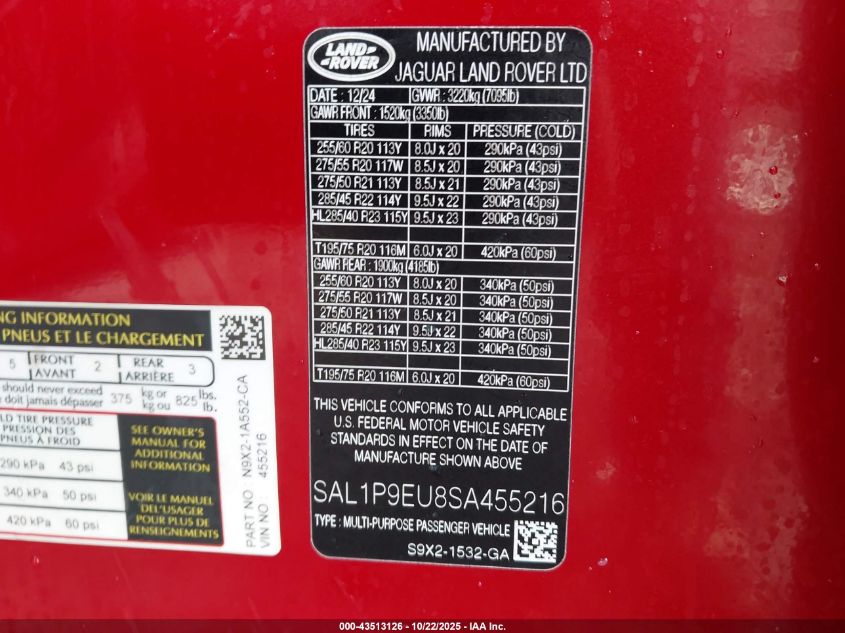 LAND-
-ROVER
MANUFACTURED BY
JAGUAR LAND ROVER LTD
DATE : 12/24 GVWR : 3220kg (7095lb)
GAWR FRONT : 1520kg (3350lb)
TIRES RIMS PRESSURE (COLD)
255/60 R20 113Y 8.0J x 20 290kPa (43psi)
275/55 R20 117W 8.5J x 20 290kPa (43psi)
275/50 R21 113Y 8.5J x 21 290kPa (43psi)
285/45 R22 114Y 9.5J x 22 290kPa (43psi)
HL285/40 R23 115Y 9.5J x 23 290kPa (43psi)
T195/75 R20 116M 6.0J x 20 420kPa (60psi)
GAWR REAR : 1900kg (4185lb)
255/60 R20 113Y 8.0J x 20 340kPa (50psi)
275/55 R20 117W 8.5J x 20 340kPa (50psi)
275/50 R21 113Y 8.5J x 21 340kPa (50psi)
285/45 R22 114Y 9.5J x 22 340kPa (50psi)
HL285/40 R23 115Y 9.5J x 23 340kPa (50psi)
T195/75 R20 116M 6.0J x 20 420kPa (60psi)
THIS VEHICLE CONFORMS TO ALL APPLICABLE
U.S. FEDERAL MOTOR VEHICLE SAFETY
STANDARDS IN EFFECT ON THE DATE OF
MANUFACTURE SHOWN ABOVE
SAL1P9EU8SA455216
TYPE : MULTI-PURPOSE PASSENGER VEHICLE
S9X2-1532-GA
INFORMATION
PNEUS ET LE CHARGEMENT
5 FRONT 2 REAR 3
AVANT ARRIÈRE
should never exceed 375 kg or 825 lbs.
doit jamais dépasser kg ou lb.
TIRE PRESSURE
PRESSION DES
PNEUS À FROID
290 kPa 43 psi
340 kPa 50 psi
420 kPa 60 psi
SEE OWNER'S
MANUAL FOR
ADDITIONAL
INFORMATION
VOIR LE MANUEL
DE L'USAGER
POUR PLUS DE
RENSEIGNEMENTS
PART NO : N9X2-1A552-CA
VIN NO : 455216
000-43513126 - 10/22/2025 - IAA Inc.